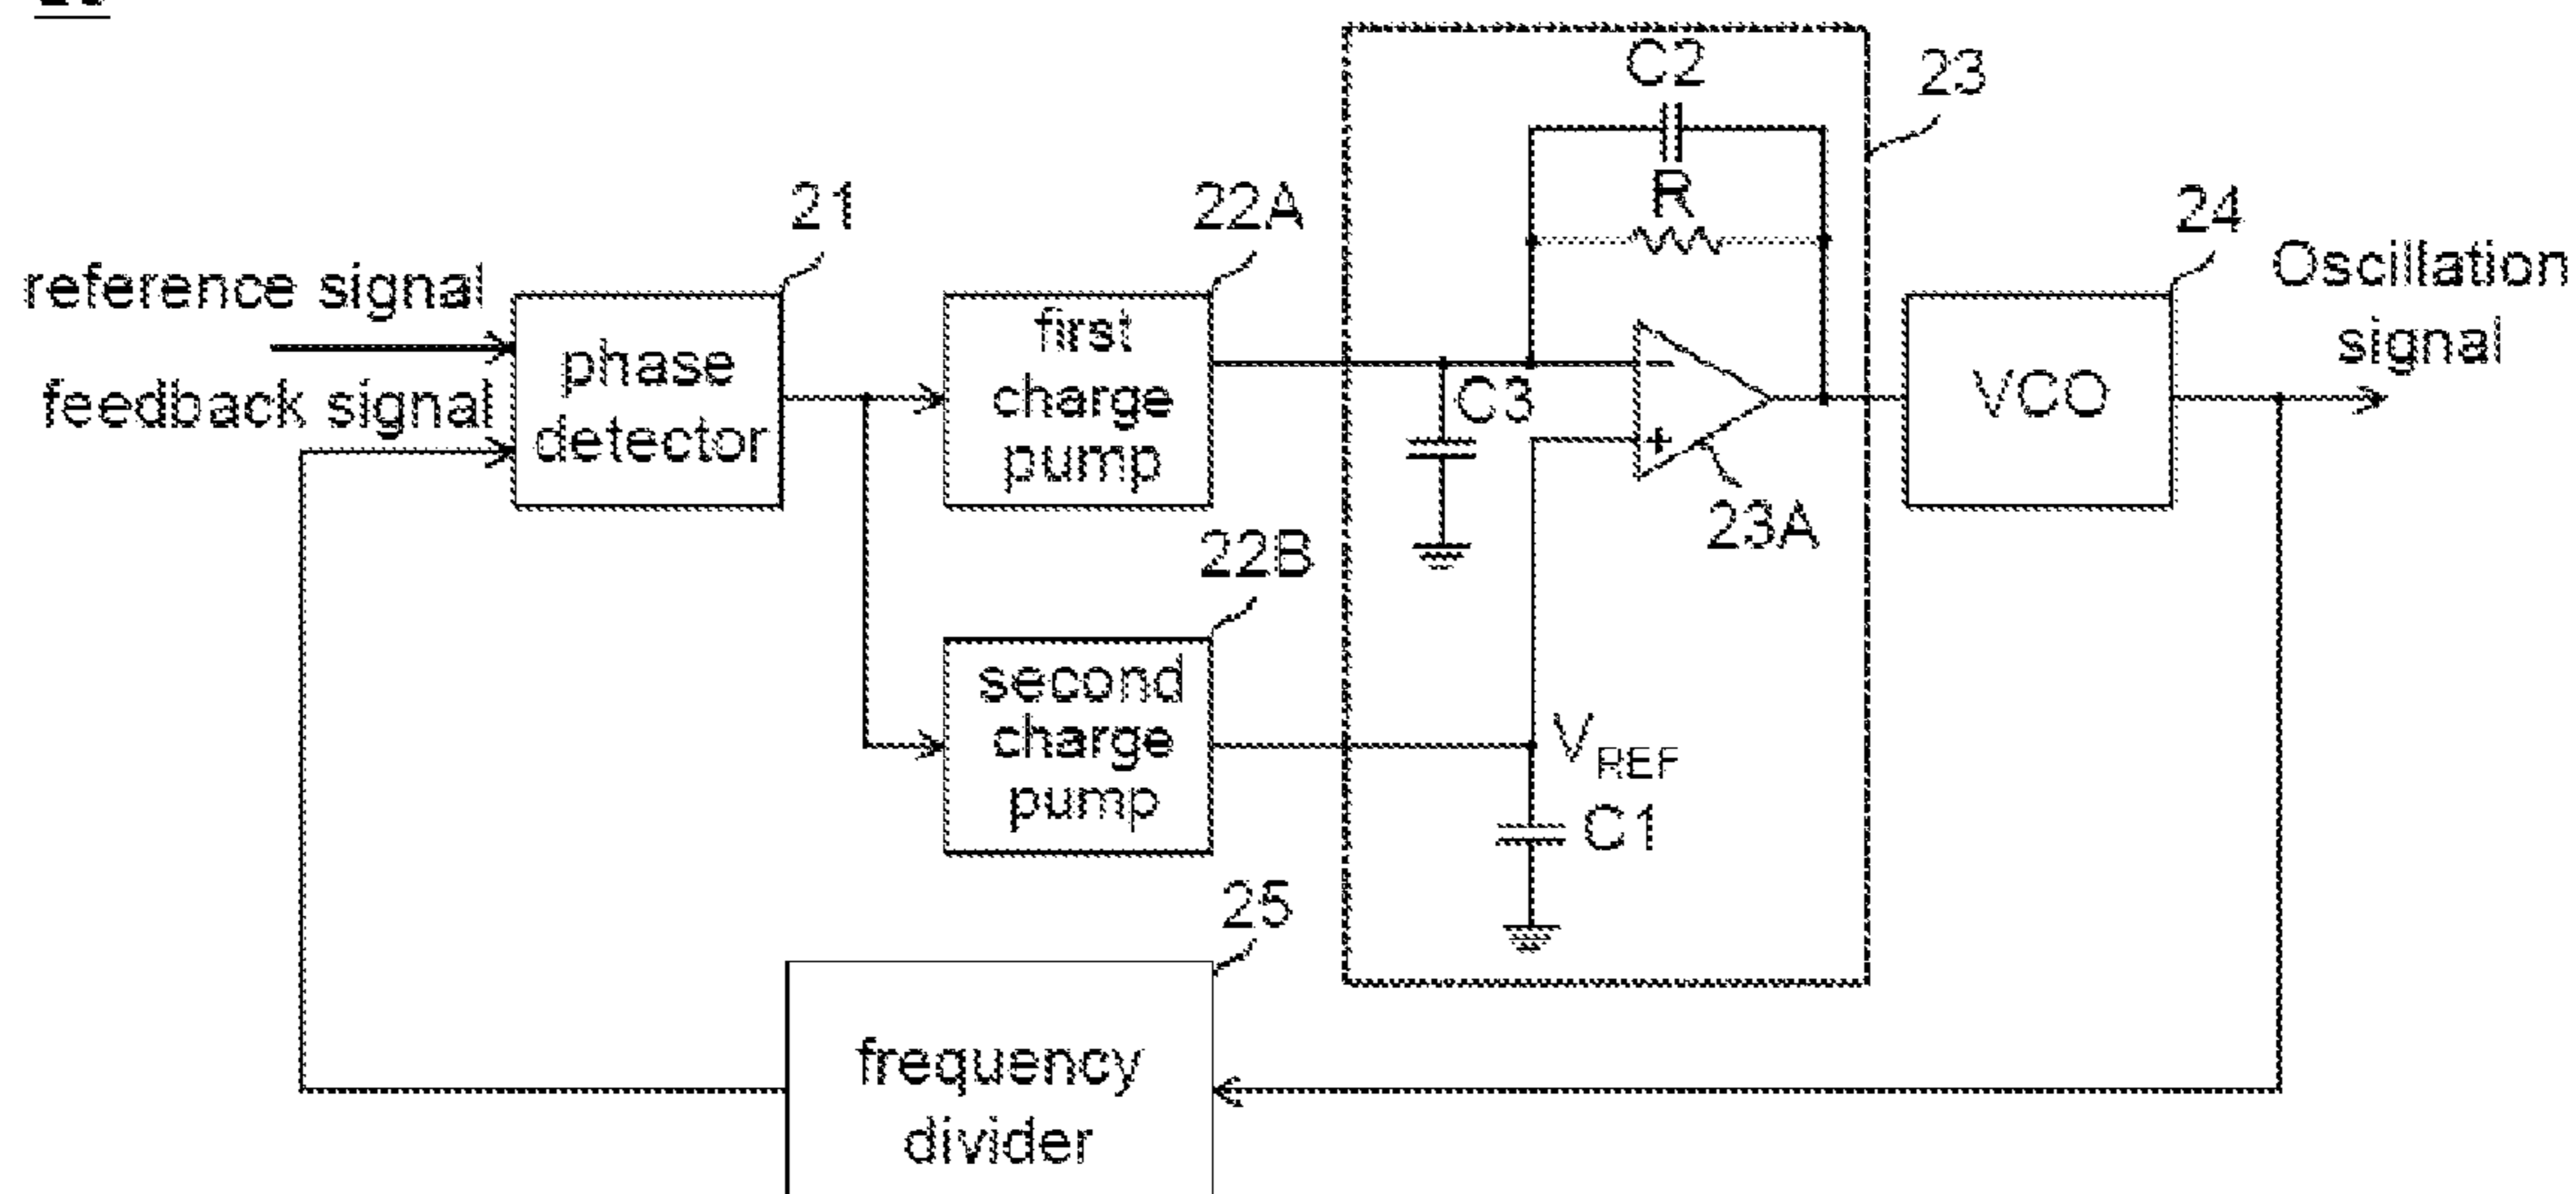 C2
23
R
21
22A
24
reference signal
feedback signal
phase
detector
first
charge
pump
C3
−
+
23A
VCO
Oscillation
signal
22B
second
charge
pump
VREF
C1
25
frequency
divider